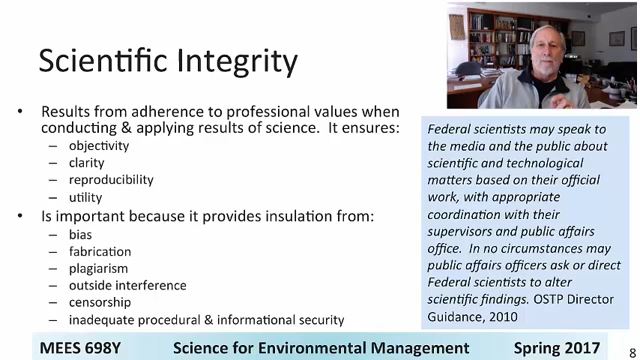 Scientific Integrity
• Results from adherence to professional values when
conducting & applying results of science. It ensures:
– objectivity
– clarity
– reproducibility
– utility
• Is important because it provides insulation from:
– bias
– fabrication
– plagiarism
– outside interference
– censorship
– inadequate procedural & informational security
Federal scientists may speak to
the media and the public about
scientific and technological
matters based on their official
work, with appropriate
coordination with their
supervisors and public affairs
office. In no circumstances may
public affairs officers ask or direct
Federal scientists to alter
scientific findings. OSTP Director
Guidance, 2010
MEES 698Y Science for Environmental Management Spring 2017
8